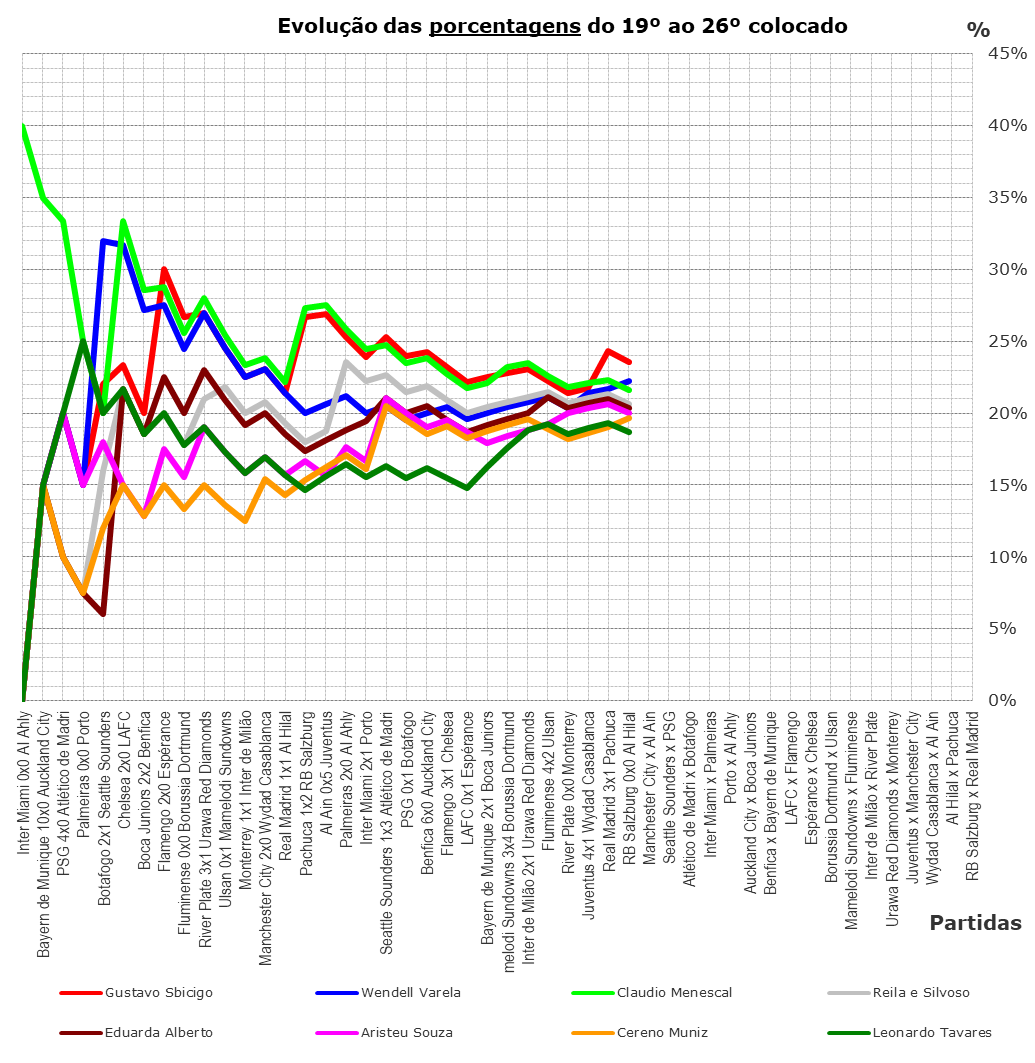 Evolução das porcentagens do 19º ao 26º colocado
%
45%
40%
35%
30%
25%
20%
15%
10%
5%
0%
Inter Miami 0x0 Al Ahly
Bayern de Munique 10x0 Auckland City
PSG 4x0 Atlético de Madri
Palmeiras 0x0 Porto
Botafogo 2x1 Seattle Sounders
Chelsea 2x0 LAFC
Boca Juniors 2x2 Benfica
Flamengo 2x0 Espérance
Fluminense 0x0 Borussia Dortmund
River Plate 3x1 Urawa Red Diamonds
Ulsan 0x1 Mamelodi Sundowns
Monterrey 1x1 Inter de Milão
Manchester City 2x0 Wydad Casablanca
Real Madrid 1x1 Al Hilal
Pachuca 1x2 RB Salzburg
Al Ain 0x5 Juventus
Palmeiras 2x0 Al Ahly
Inter Miami 2x1 Porto
Seattle Sounders 1x3 Atlético de Madri
PSG 0x1 Botafogo
Benfica 6x0 Auckland City
Flamengo 3x1 Chelsea
LAFC 0x1 Espérance
Bayern de Munique 2x1 Boca Juniors
melodi Sundowns 3x4 Borussia Dortmund
Inter de Milão 2x1 Urawa Red Diamonds
Fluminense 4x2 Ulsan
River Plate 0x0 Monterrey
Juventus 4x1 Wydad Casablanca
Real Madrid 3x1 Pachuca
RB Salzburg 0x0 Al Hilal
Manchester City x Al Ain
Seattle Sounders x PSG
Atlético de Madri x Botafogo
Inter Miami x Palmeiras
Porto x Al Ahly
Auckland City x Boca Juniors
Benfica x Bayern de Munique
LAFC x Flamengo
Espérance x Chelsea
Borussia Dortmund x Ulsan
Mamelodi Sundowns x Fluminense
Inter de Milão x River Plate
Urawa Red Diamonds x Monterrey
Juventus x Manchester City
Wydad Casablanca x Al Ain
Al Hilal x Pachuca
RB Salzburg x Real Madrid
Partidas
Gustavo Sbicigo
Wendell Varela
Claudio Menescal
Reila e Silvoso
Eduarda Alberto
Aristeu Souza
Cereno Muniz
Leonardo Tavares